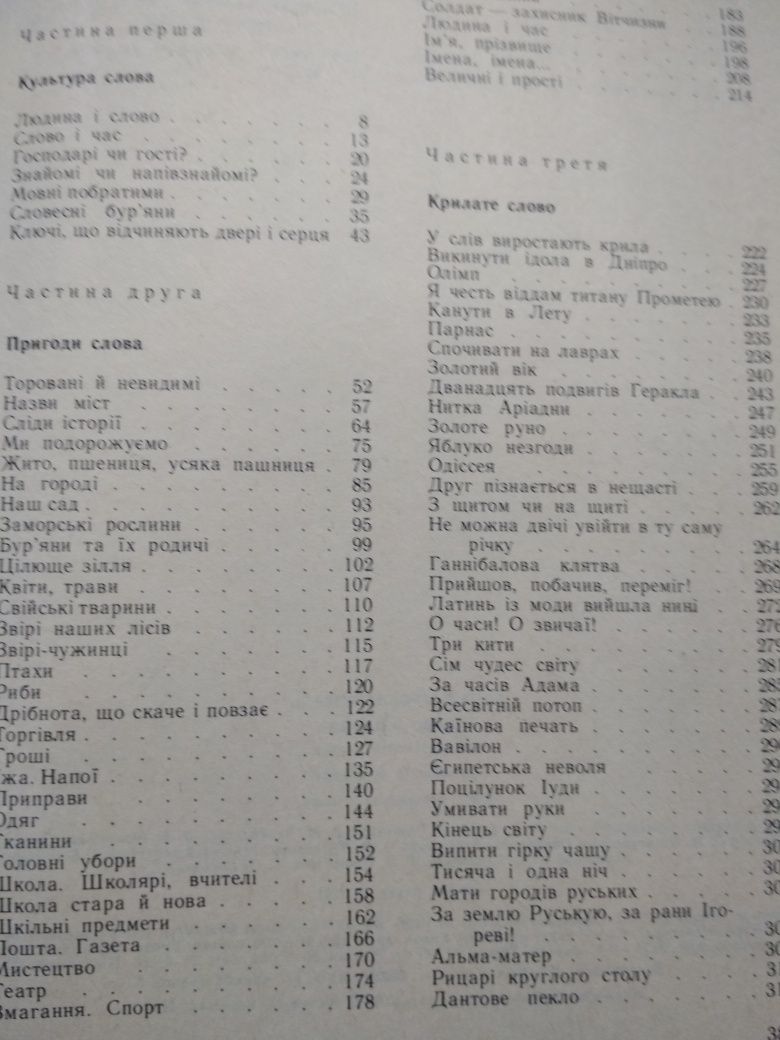 Частина перша
Культура слова
Людина і слово . . . . . . . 8
Слово і час . . . . . . . 13
Господарі чи гості? . . . . . . 20
Знайомі чи напівзнайомі? . . . . 24
Мовні побратими . . . . . . . 29
Словесні бур'яни . . . . . . 35
Ключі, що відчиняють двері і серця 43
Частина друга
Пригоди слова
Торовані й невидимі . . . . . 52
Назви міст . . . . . . . 57
Сліди історії . . . . . . . 64
Ми подорожуємо . . . . . . 75
Жито, пшениця, усяка пашниця . 79
На городі . . . . . . . . 85
Наш сад . . . . . . . . . 93
Заморські рослини . . . . . 95
Бур'яни та їх родичі . . . . . 99
Цілюще зілля . . . . . . . 102
Квіти, трави . . . . . . . 107
Свійські тварини . . . . . . 110
Звірі наших лісів . . . . . . 112
Звірі-чужинці . . . . . . . 115
Птахи . . . . . . . . . 117
Риби . . . . . . . . . 120
Дрібнота, що скаче і повзає . . . 122
Торгівля . . . . . . . . . 124
Гроші . . . . . . . . . 127
жа. Напої . . . . . . . . 135
Приправи . . . . . . . 140
Одяг . . . . . . . . . 144
Тканини . . . . . . . . 151
Головні убори . . . . . . 152
Школа. Школярі, вчителі . . . 154
Школа стара й нова . . . . . 158
Шкільні предмети . . . . . 162
Пошта. Газета . . . . . . 166
Мистецтво . . . . . . . 170
Театр . . . . . . . . . 174
Змагання. Спорт . . . . . . 178
183
Солдат — захисник Вітчизни 188
Людина і час 196
Ім'я, прізвище 198
Імена, імена... 208
Величні і прості . . . . . . 214
Частина третя
Крилате слово
У слів виростають крила . . . . 222
Викинути ідола в Дніпро . . . 224
Олімп . . . . . . . . . 227
Я честь віддам титану Прометею . 230
Канути в Лету . . . . . . . 233
Парнас . . . . . . . . . 235
Спочивати на лаврах . . . . . 238
Золотий вік . . . . . . . 240
Дванадцять подвигів Геракла . . 243
Нитка Аріадни . . . . . . 247
Золоте руно . . . . . . . 249
Яблуко незгоди . . . . . . 251
Одіссея . . . . . . . . 255
Друг пізнається в нещасті . . . 259
З щитом чи на щиті . . . . . 262
Не можна двічі увійти в ту саму
річку . . . . . . . . 264
Ганнібалова клятва . . . . . 268
Прийшов, побачив, переміг! . . 269
Латинь із моди вийшла нині . . 27
О часи! О звичаї! . . . . . . 276
Три кити . . . . . . . . 279
Сім чудес світу . . . . . . 28
За часів Адама . . . . . . . 28
Всесвітній потоп . . . . . . 28
Каїнова печать . . . . . . . 28
Вавілон . . . . . . . . . 29
Єгипетська неволя . . . . . 29
Поцілунок Іуди . . . . . . . 29
Умивати руки . . . . . . . 29
Кінець світу . . . . . . . 29
Випити гірку чашу . . . . . . 30
Тисяча і одна ніч . . . . . . 30
Мати городів руських . . . . . 30
За землю Руськую, за рани Іго-
реві! . . . . . . . . . 30
Альма-матер . . . . . . . . 30
Рицарі круглого столу . . . . . 31
Дантове пекло . . . . . . . 31